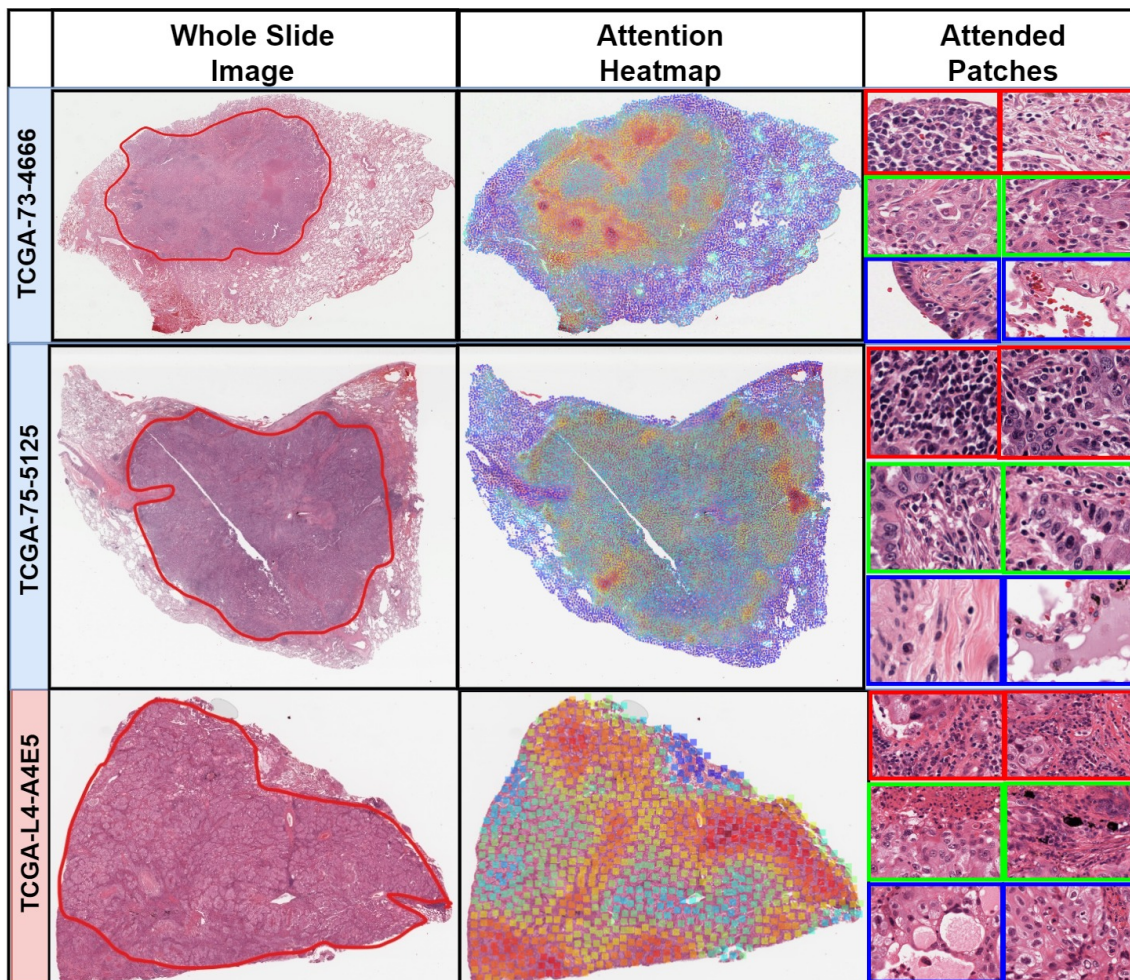 Whole Slide
Image
Attention
Heatmap
Attended
Patches
TCGA-73-4666
TCGA-75-5125
TCGA-L4-A4E5